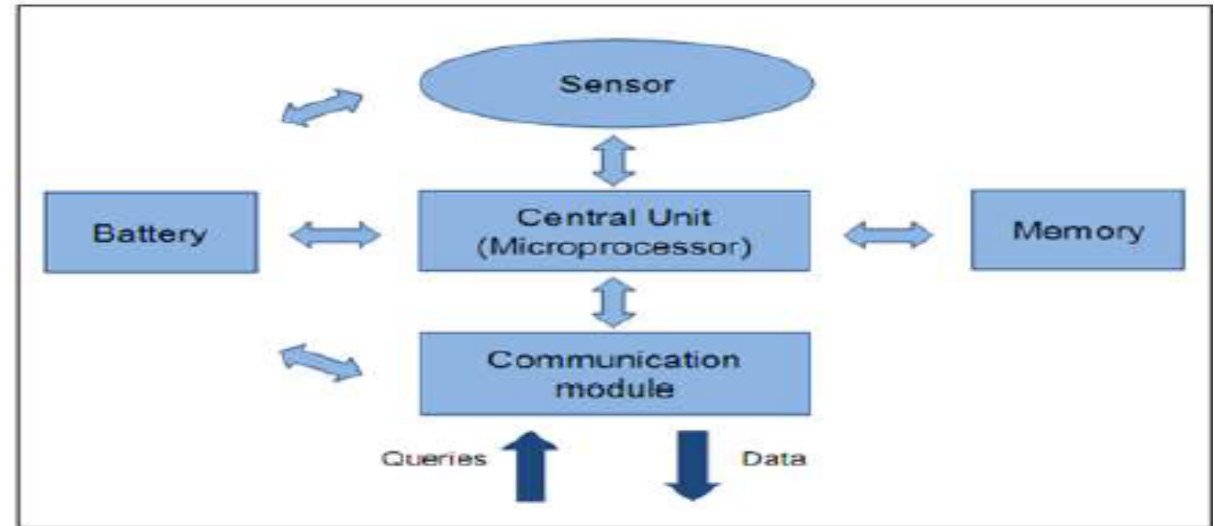 Sensor
Battery
Central Unit
(Microprocessor)
Memory
Communication
module
Queries
Data